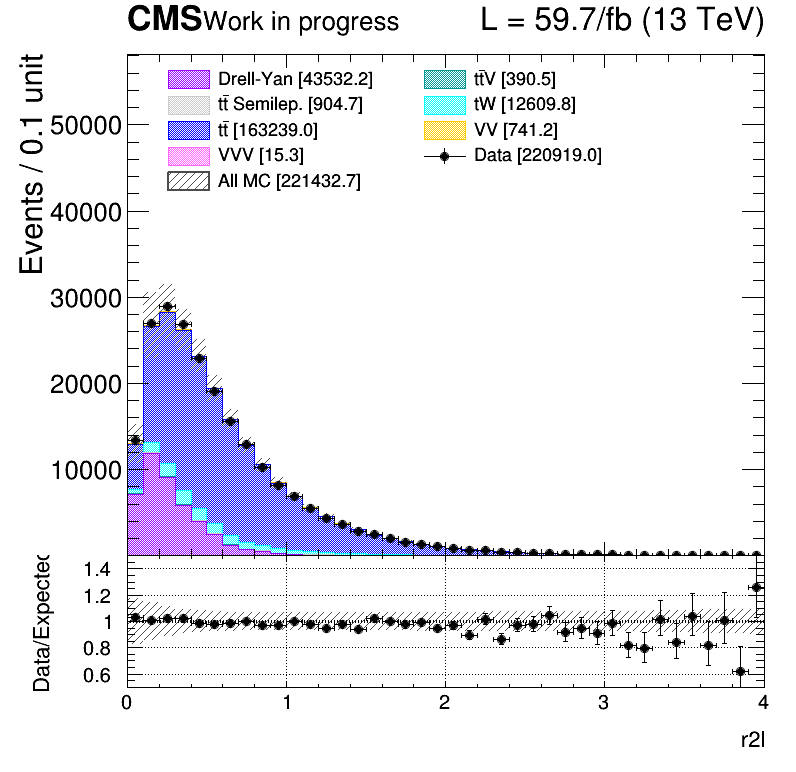 CMS Work in progress L = 59.7/fb (13 TeV)
Events / 0.1 unit
Drell-Yan [43532.2]
tt̄ Semilep. [904.7]
tt̄ [163239.0]
VVV [15.3]
All MC [221432.7]
tt̄V [390.5]
tW [12609.8]
VV [741.2]
Data [220919.0]
50000
40000
30000
20000
10000
Data/Expected
1.4
1.2
1
0.8
0.6
0 1 2 3 4
r2l